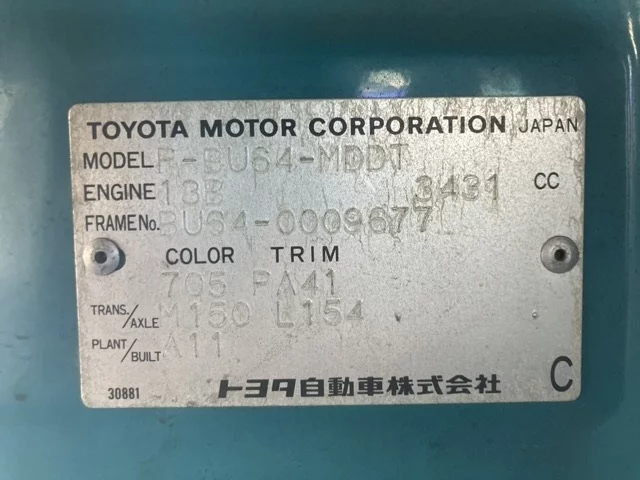 TOYOTA MOTOR CORPORATION JAPAN
MODEL P-BU64-MDDT
ENGINE 13B 3431 CC
FRAME No. BU64-0009677
COLOR TRIM
705 PA41
TRANS./AXLE M150 L154
PLANT/BUILT A11
30881 トヨタ自動車株式会社 C